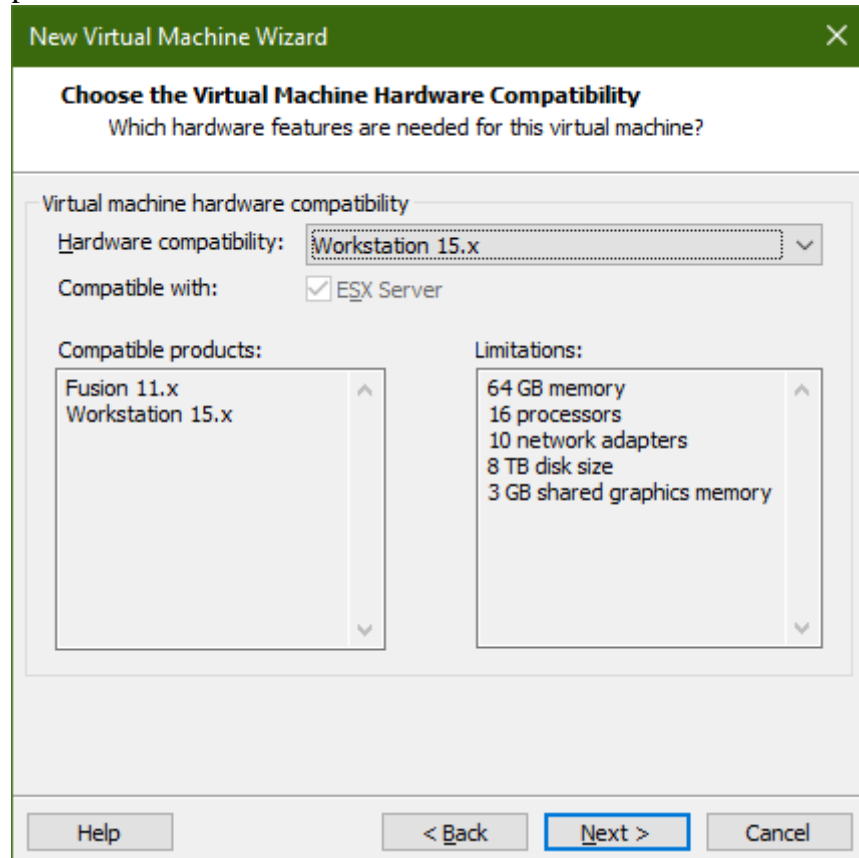 New Virtual Machine Wizard
Choose the Virtual Machine Hardware Compatibility
Which hardware features are needed for this virtual machine?
Virtual machine hardware compatibility
Hardware compatibility: Workstation 15.x
Compatible with: ESX Server
Compatible products: Limitations:
Fusion 11.x 64 GB memory
Workstation 15.x 16 processors
10 network adapters
8 TB disk size
3 GB shared graphics memory
Help < Back Next > Cancel